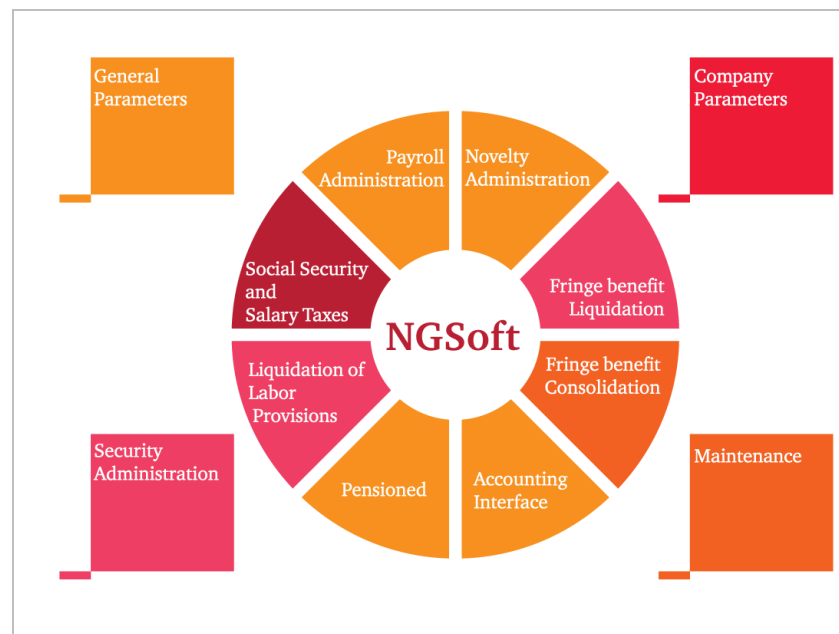 General
Parameters
Company
Parameters
Payroll
Administration
Novelty
Administration
Social Security
and
Salary Taxes
Fringe benefit
Liquidation
NGSoft
Liquidation of
Labor
Provisions
Fringe benefit
Consolidation
Security
Administration
Pensioned
Accounting
Interface
Maintenance